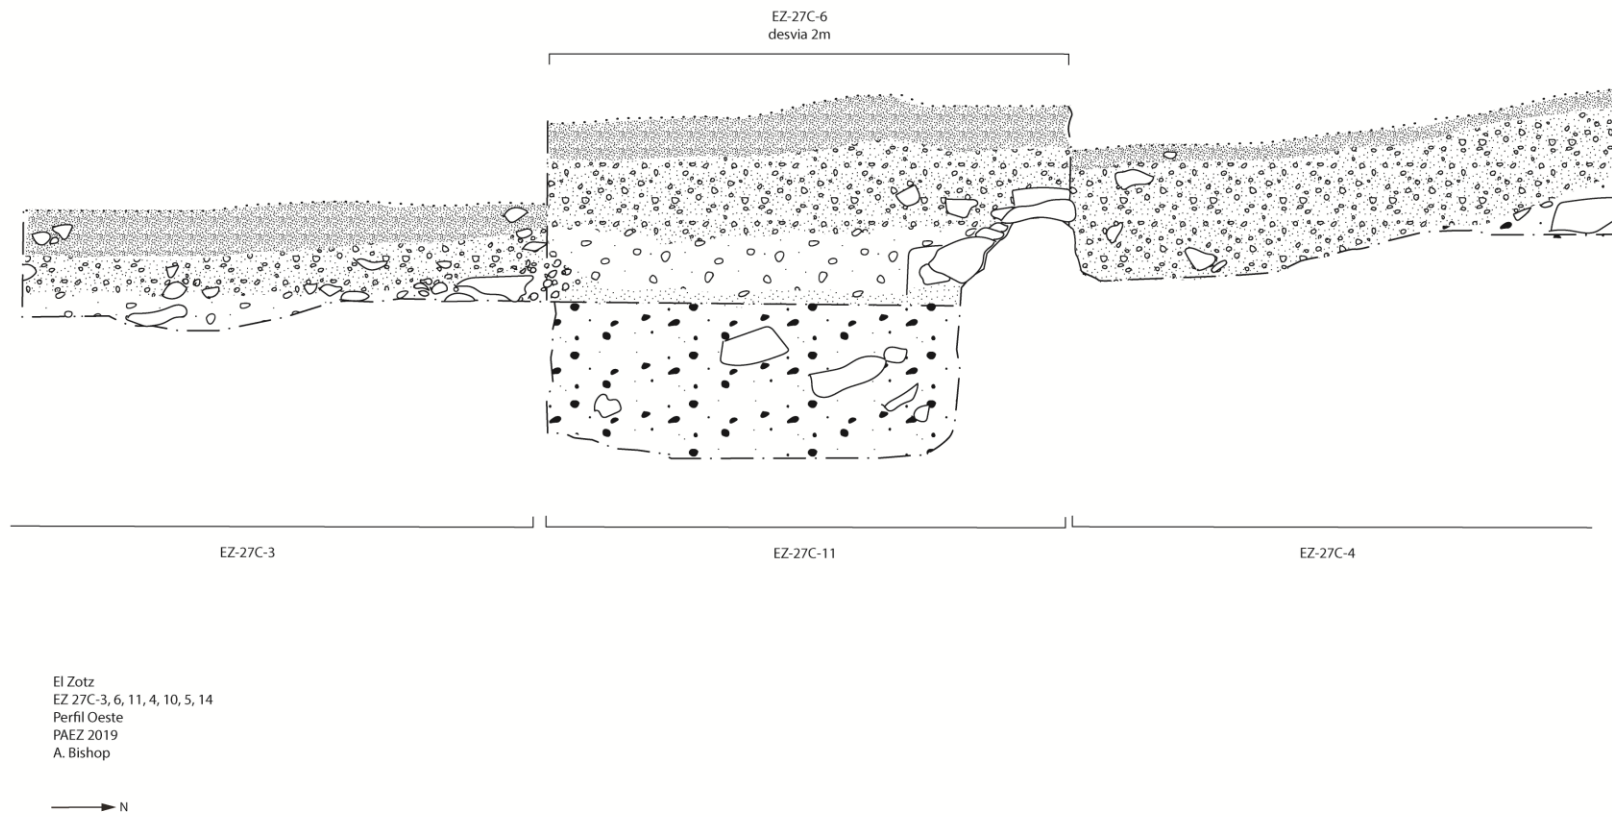 EZ-27C-6
desvia 2m
EZ-27C-3
EZ-27C-11
EZ-27C-4
El Zotz
EZ 27C-3, 6, 11, 4, 10, 5, 14
Perfil Oeste
PAEZ 2019
A. Bishop
N